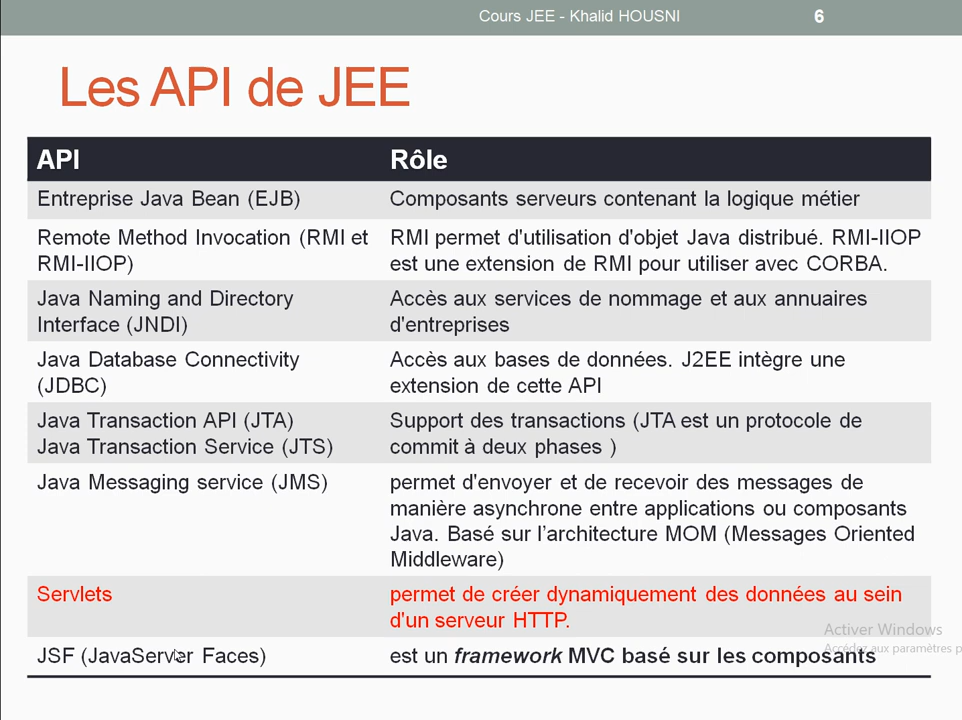 Cours JEE - Khalid HOUSNI
6
Les API de JEE
API
Rôle
Entreprise Java Bean (EJB)
Composants serveurs contenant la logique métier
Remote Method Invocation (RMI et
RMI-IIOP)
RMI permet d'utilisation d'objet Java distribué. RMI-IIOP
est une extension de RMI pour utiliser avec CORBA.
Java Naming and Directory
Interface (JNDI)
Accès aux services de nommage et aux annuaires
d'entreprises
Java Database Connectivity
(JDBC)
Accès aux bases de données. J2EE intègre une
extension de cette API
Java Transaction API (JTA)
Java Transaction Service (JTS)
Support des transactions (JTA est un protocole de
commit à deux phases )
Java Messaging service (JMS)
permet d'envoyer et de recevoir des messages de
manière asynchrone entre applications ou composants
Java. Basé sur l’architecture MOM (Messages Oriented
Middleware)
Servlets
permet de créer dynamiquement des données au sein
d'un serveur HTTP.
Activer Windows
Accédez aux paramètres p
JSF (JavaServer Faces)
est un framework MVC basé sur les composants